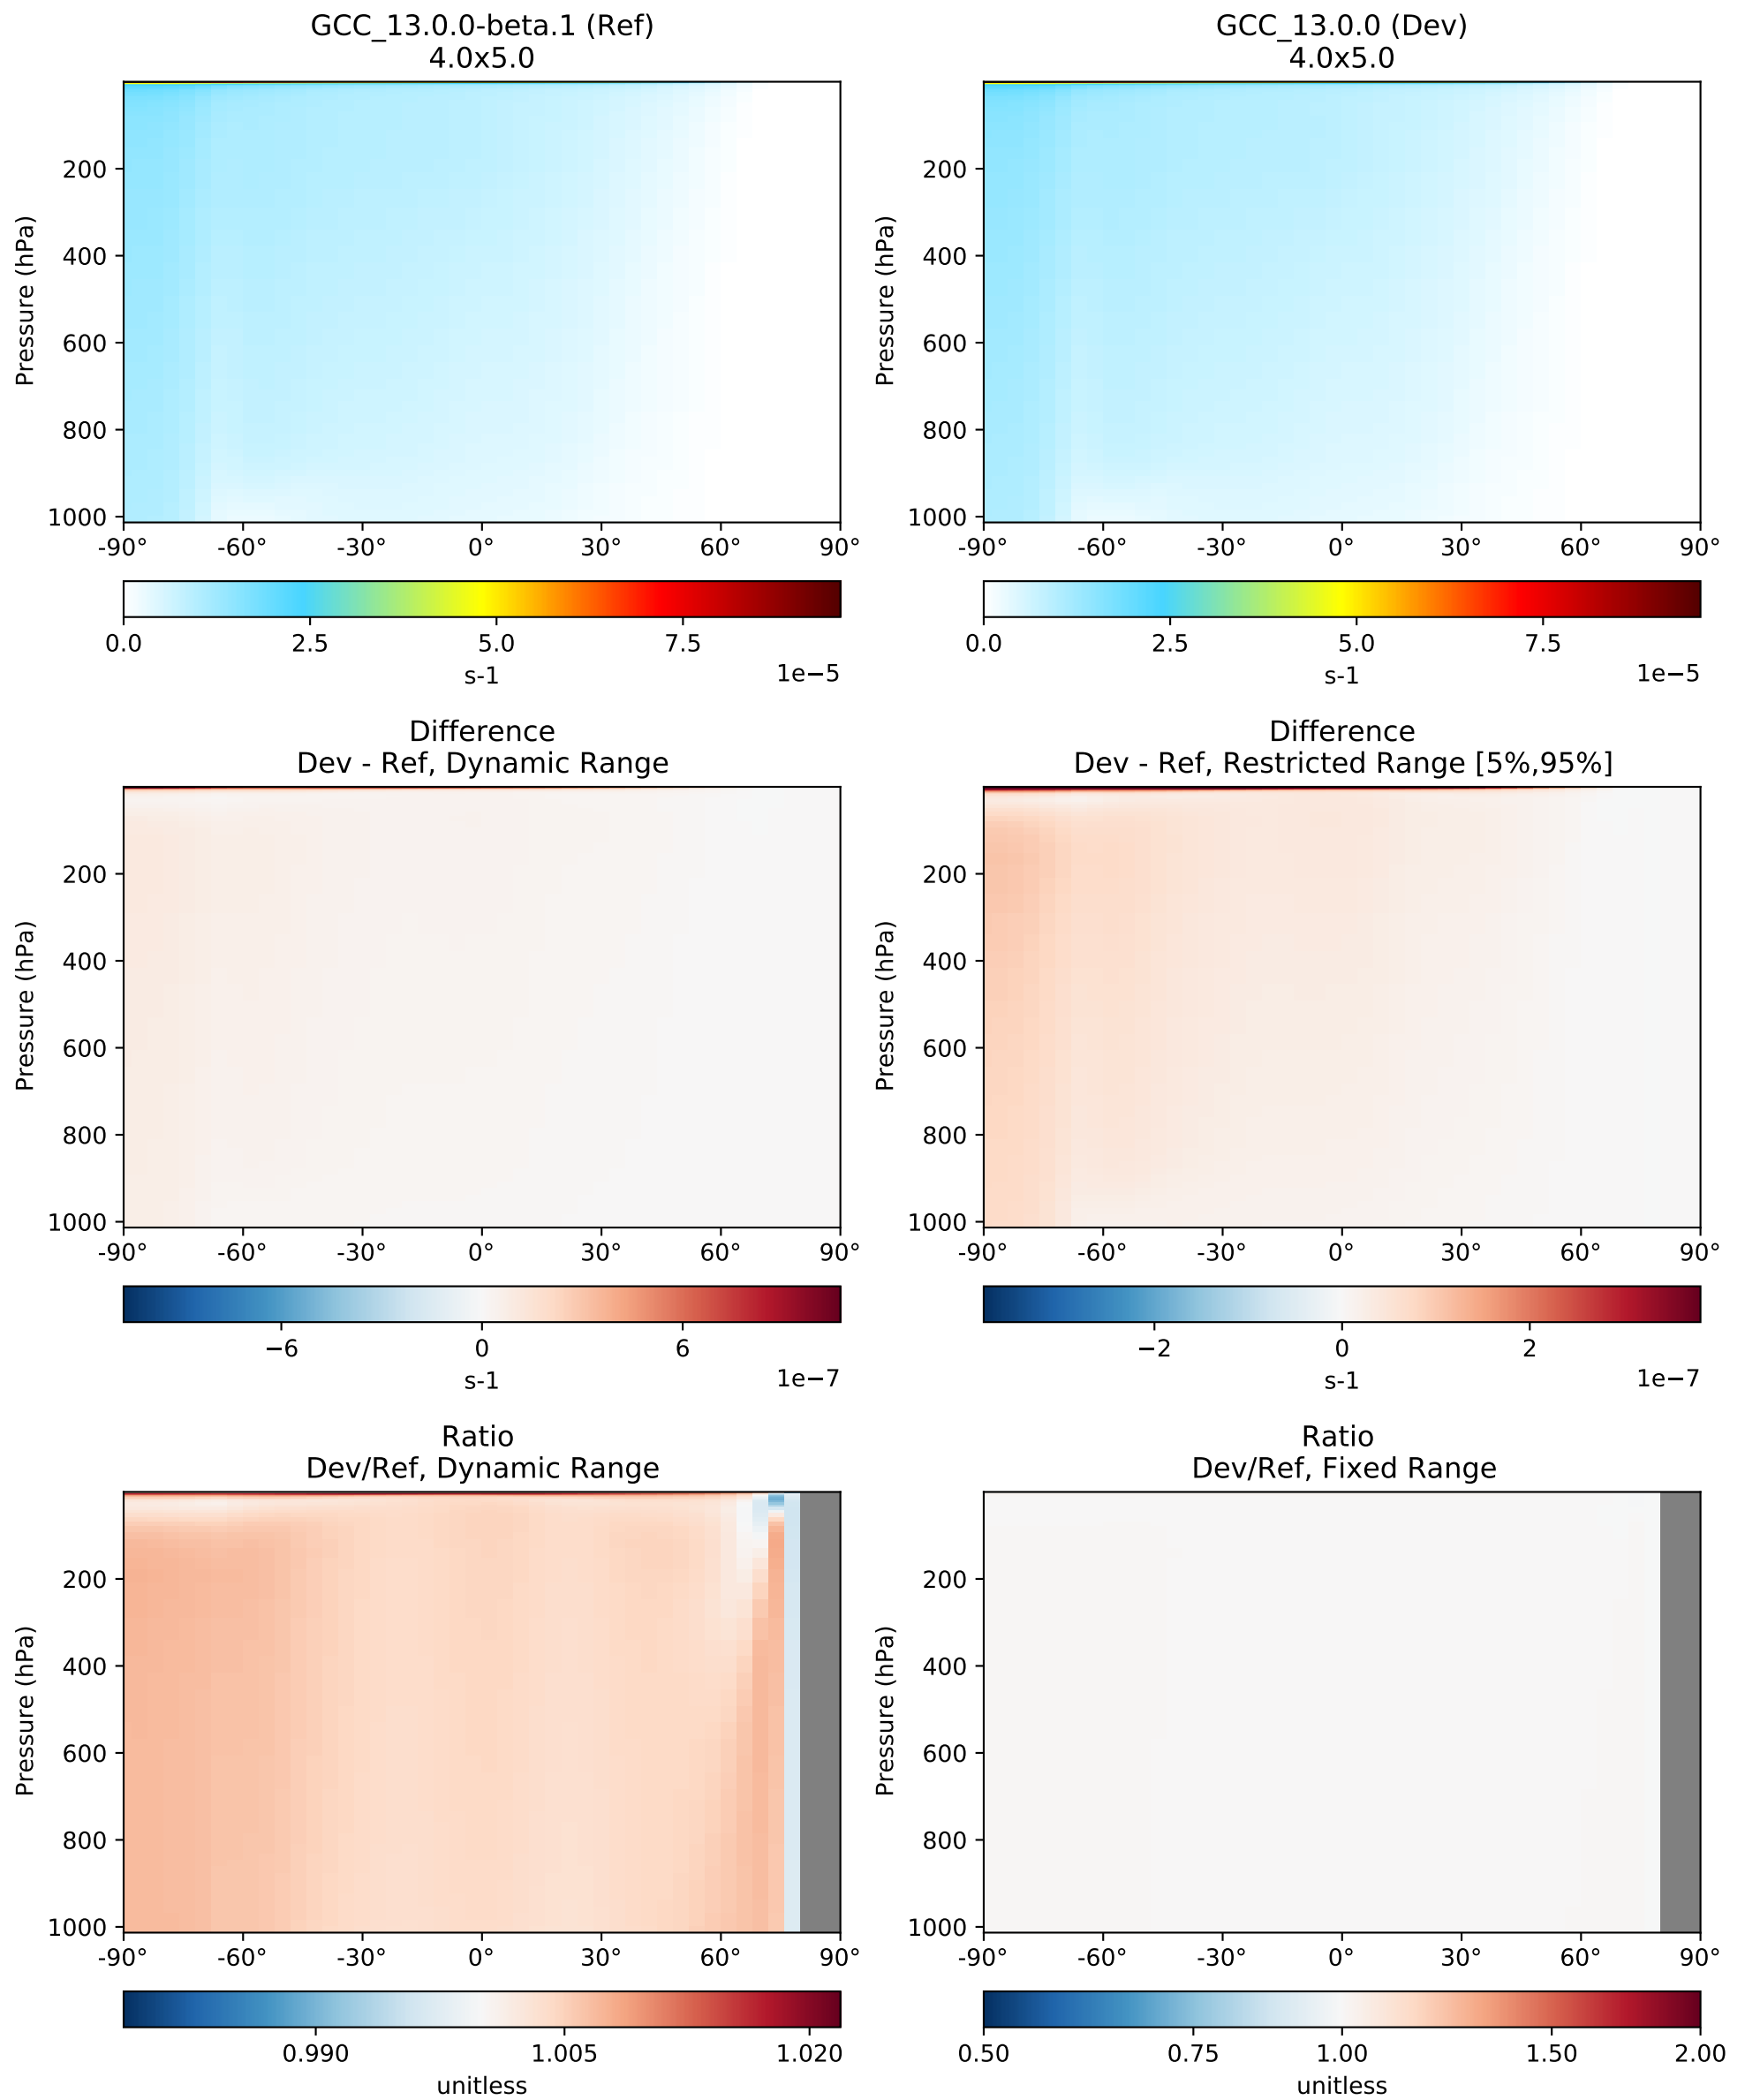 GCC_13.0.0-beta.1 (Ref)
4.0x5.0
Pressure (hPa)
200
400
600
800
1000
-90° -60° -30° 0° 30° 60° 90°
0.0 2.5 5.0 7.5
s-1 1e−5
GCC_13.0.0 (Dev)
4.0x5.0
Pressure (hPa)
200
400
600
800
1000
-90° -60° -30° 0° 30° 60° 90°
0.0 2.5 5.0 7.5
s-1 1e−5
Difference
Dev - Ref, Dynamic Range
Pressure (hPa)
200
400
600
800
1000
-90° -60° -30° 0° 30° 60° 90°
−6 0 6
s-1 1e−7
Difference
Dev - Ref, Restricted Range [5%,95%]
Pressure (hPa)
200
400
600
800
1000
-90° -60° -30° 0° 30° 60° 90°
−2 0 2
s-1 1e−7
Ratio
Dev/Ref, Dynamic Range
Pressure (hPa)
200
400
600
800
1000
-90° -60° -30° 0° 30° 60° 90°
0.990 1.005 1.020
unitless
Ratio
Dev/Ref, Fixed Range
Pressure (hPa)
200
400
600
800
1000
-90° -60° -30° 0° 30° 60° 90°
0.50 0.75 1.00 1.50 2.00
unitless